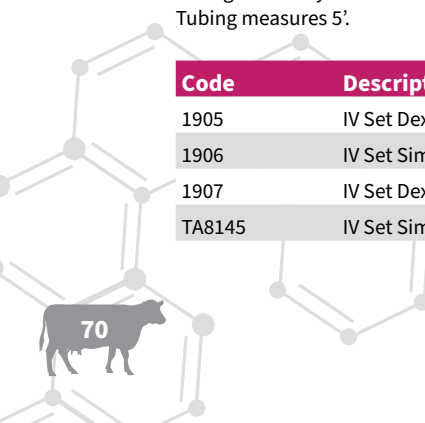 Tubing measures 5’.
Code
1905 IV Set
1906 IV Set
1907 IV Set
TA8145 IV Set
70